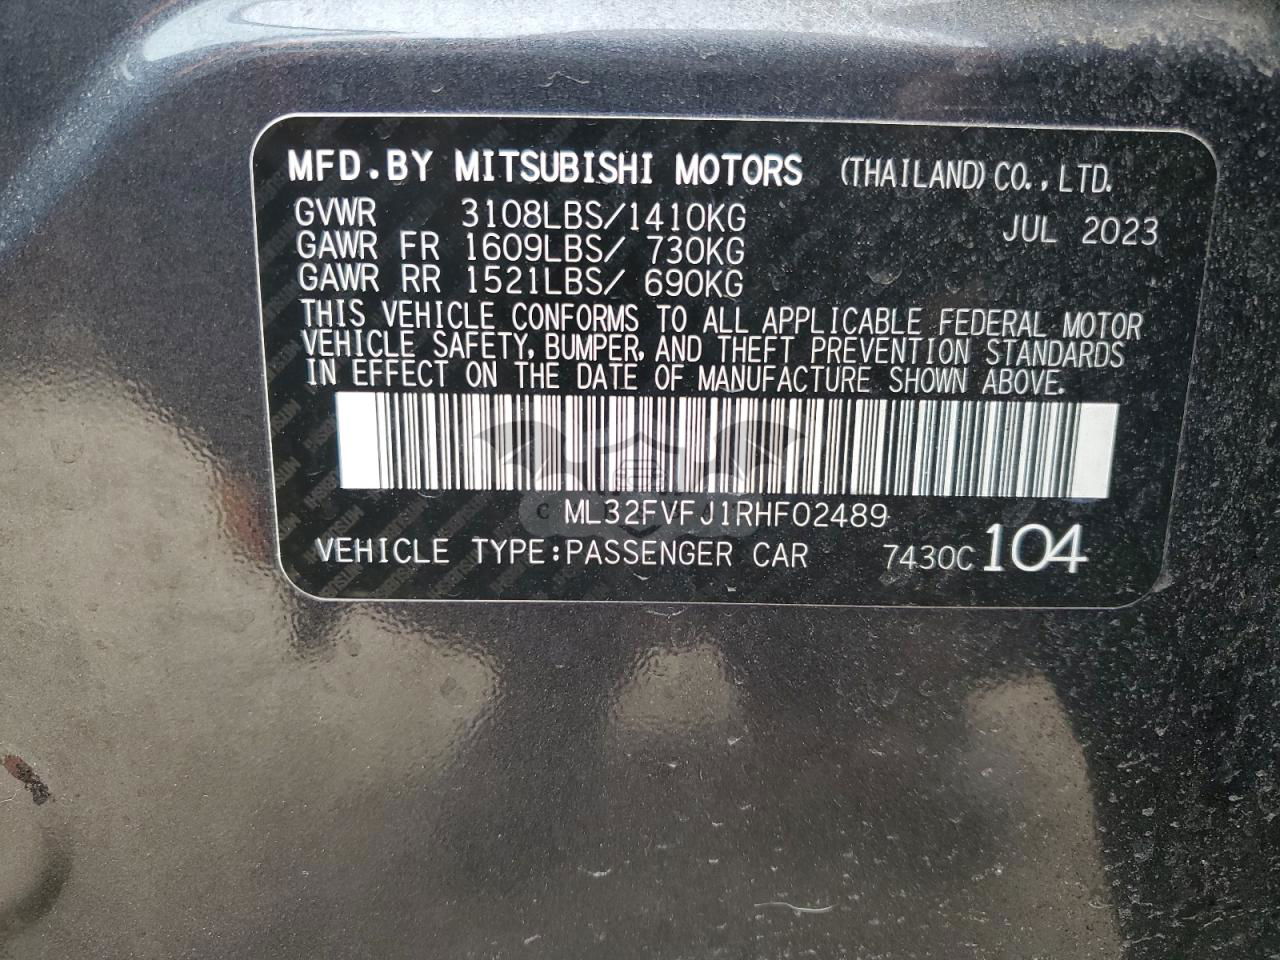 MFD.BY MITSUBISHI MOTORS (THAILAND) CO., LTD.
GVWR 3108LBS/1410KG JUL 2023
GAWR FR 1609LBS/ 730KG
GAWR RR 1521LBS/ 690KG
THIS VEHICLE CONFORMS TO ALL APPLICABLE FEDERAL MOTOR
VEHICLE SAFETY, BUMPER, AND THEFT PREVENTION STANDARDS
IN EFFECT ON THE DATE OF MANUFACTURE SHOWN ABOVE.
ML32FVFJ1RHF02489
VEHICLE TYPE:PASSENGER CAR 7430C 104